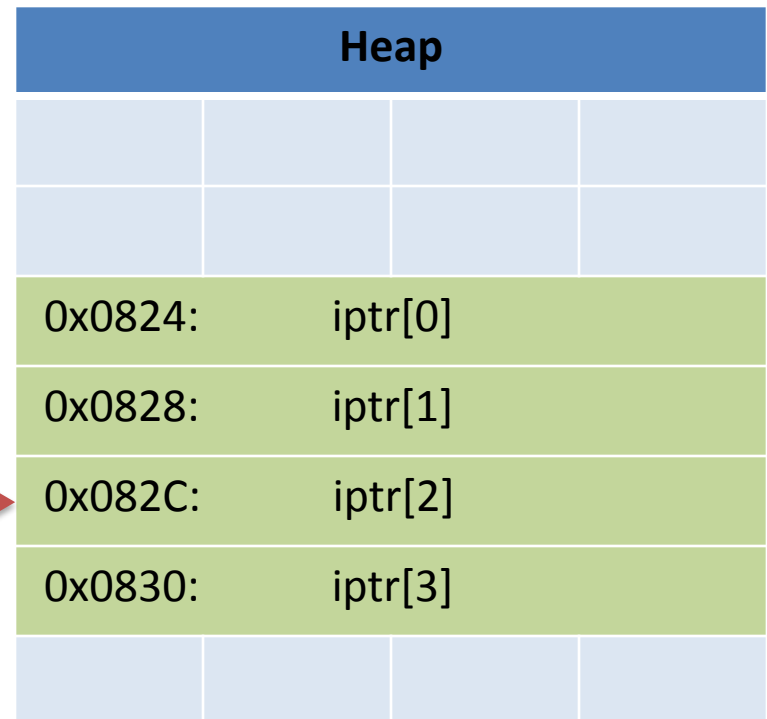 Heap
0x0824: iptr[0]
0x0828: iptr[1]
0x082C: iptr[2]
0x0830: iptr[3]